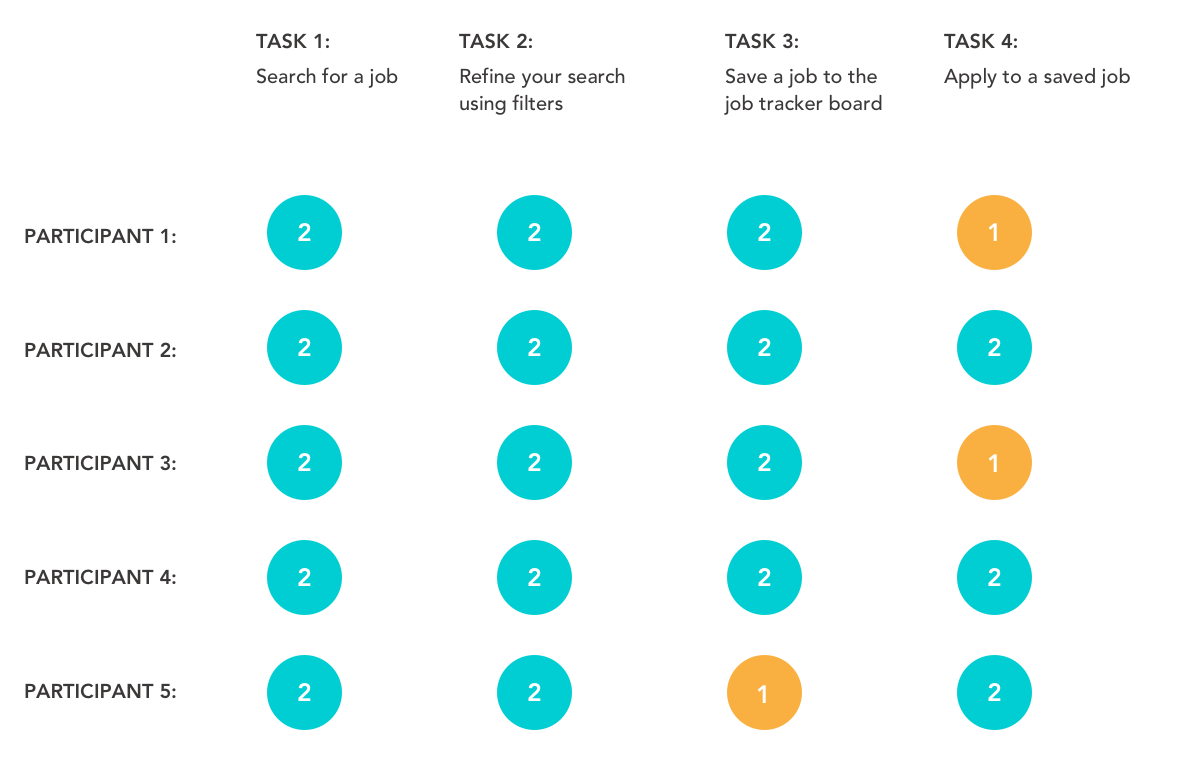 TASK 1:
TASK 2:
TASK 3:
TASK 4:
Search for a job
Refine your search
using filters
Save a job to the
job tracker board
Apply to a saved job
PARTICIPANT 1:
2
2
2
1
PARTICIPANT 2:
2
2
2
2
PARTICIPANT 3:
2
2
2
1
PARTICIPANT 4:
2
2
2
2
PARTICIPANT 5:
2
2
1
2